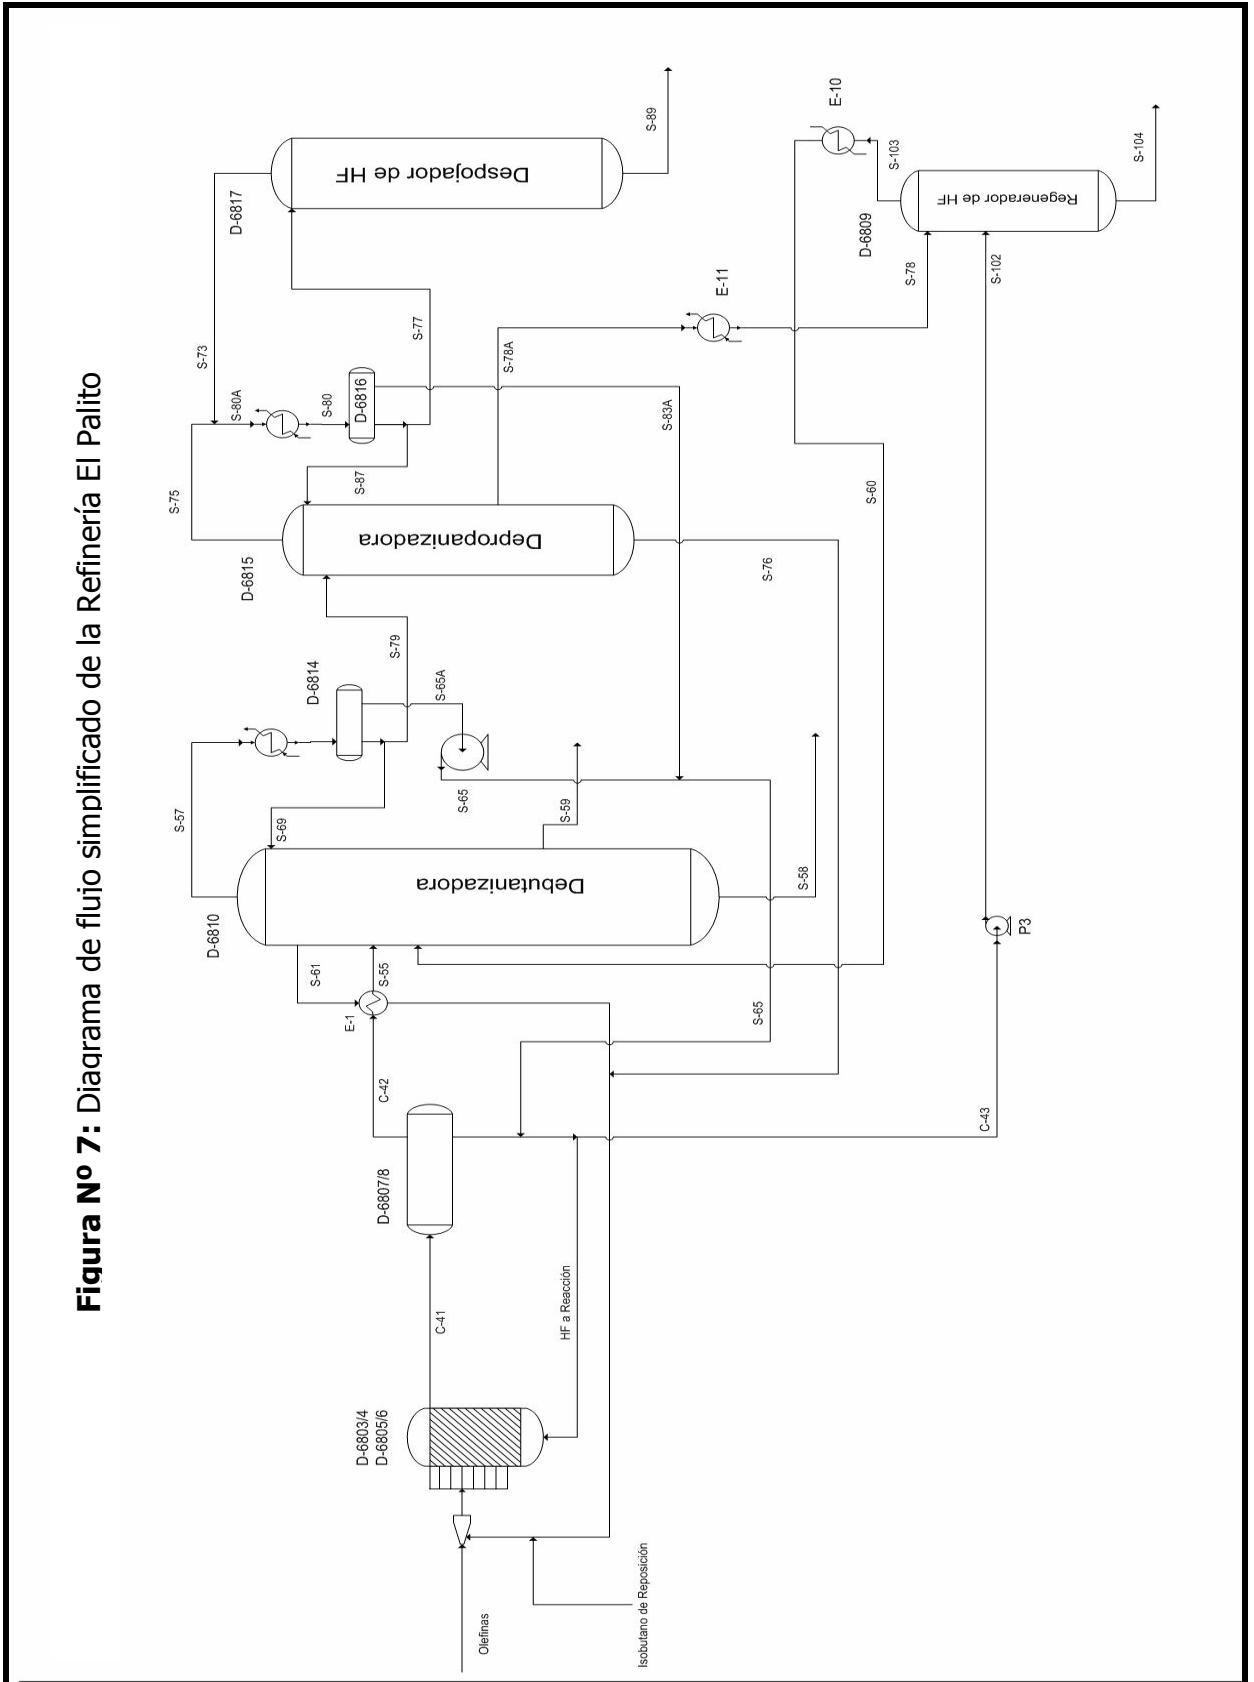 Figura Nº 7: Diagrama de flujo simplificado de la Refinería El Palito
Olefinas
Isobutano de Reposición
D-6803/4
D-6805/6
C-41
HF a Reacción
D-6807/8
C-42
C-43
E-1
S-61
S-55
S-65
P3
D-6810
Debutanizadora
S-57
S-69
S-59
S-58
S-65
D-6814
S-65A
S-79
D-6815
Depropanizadora
S-75
S-87
S-76
S-60
S-73
S-80A
S-80
D-6816
S-77
S-78A
S-83A
E-11
D-6817
Despojador de HF
S-89
D-6809
Regenerador de HF
S-78
S-102
S-103
S-104
E-10